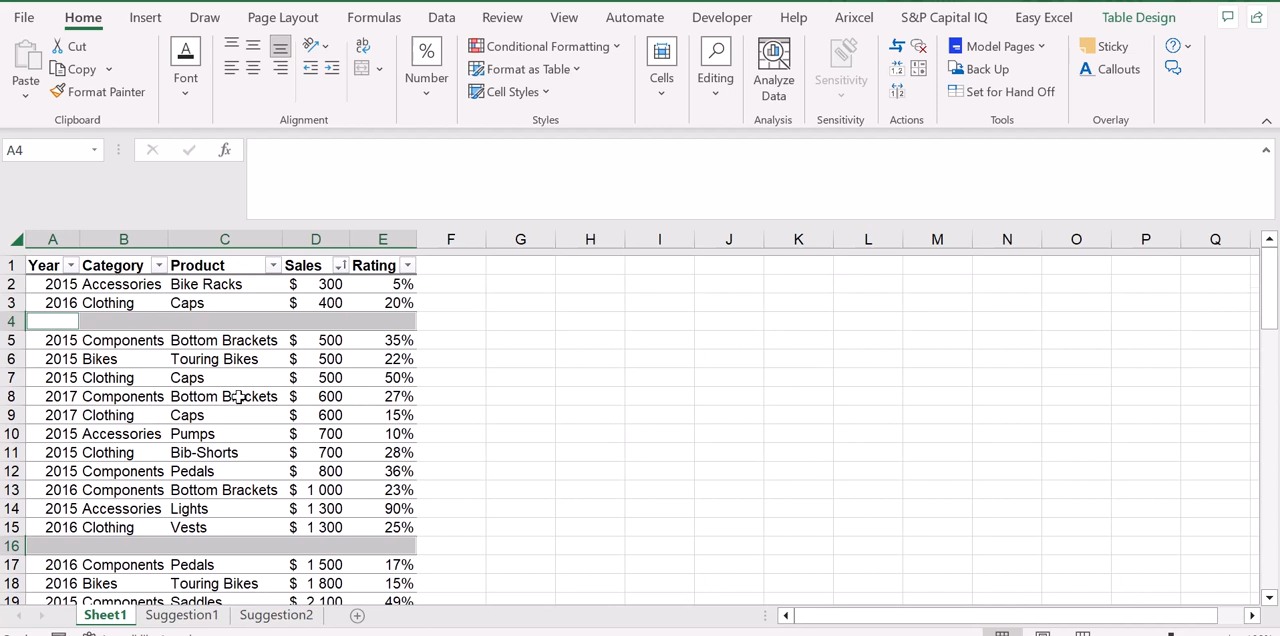 File Home Insert Draw Page Layout Formulas Data Review View Automate Developer Help Arixcel S&P Capital IQ Easy Excel Table Design
Cut Conditional Formatting Model Pages Sticky
Copy Format as Table Back Up Callouts
Paste Format Painter Font Number Cell Styles Cells Editing Analyze Data Sensitivity Set for Hand Off
Clipboard Alignment Styles Analysis Sensitivity Actions Tools Overlay
A4 fx
A B C D E F G H I J K L M N O P Q
1 Year Category Product Sales Rating
2 2015 Accessories Bike Racks $ 300 5%
3 2016 Clothing Caps $ 400 20%
4
5 2015 Components Bottom Brackets $ 500 35%
6 2015 Bikes Touring Bikes $ 500 22%
7 2015 Clothing Caps $ 500 50%
8 2017 Components Bottom Brackets $ 600 27%
9 2017 Clothing Caps $ 600 15%
10 2015 Accessories Pumps $ 700 10%
11 2015 Clothing Bib-Shorts $ 700 28%
12 2015 Components Pedals $ 800 36%
13 2016 Components Bottom Brackets $ 1 000 23%
14 2015 Accessories Lights $ 1 300 90%
15 2016 Clothing Vests $ 1 300 25%
16
17 2016 Components Pedals $ 1 500 17%
18 2016 Bikes Touring Bikes $ 1 800 15%
19 2015 Components Saddles $ 2 100 49%
Sheet1 Suggestion1 Suggestion2